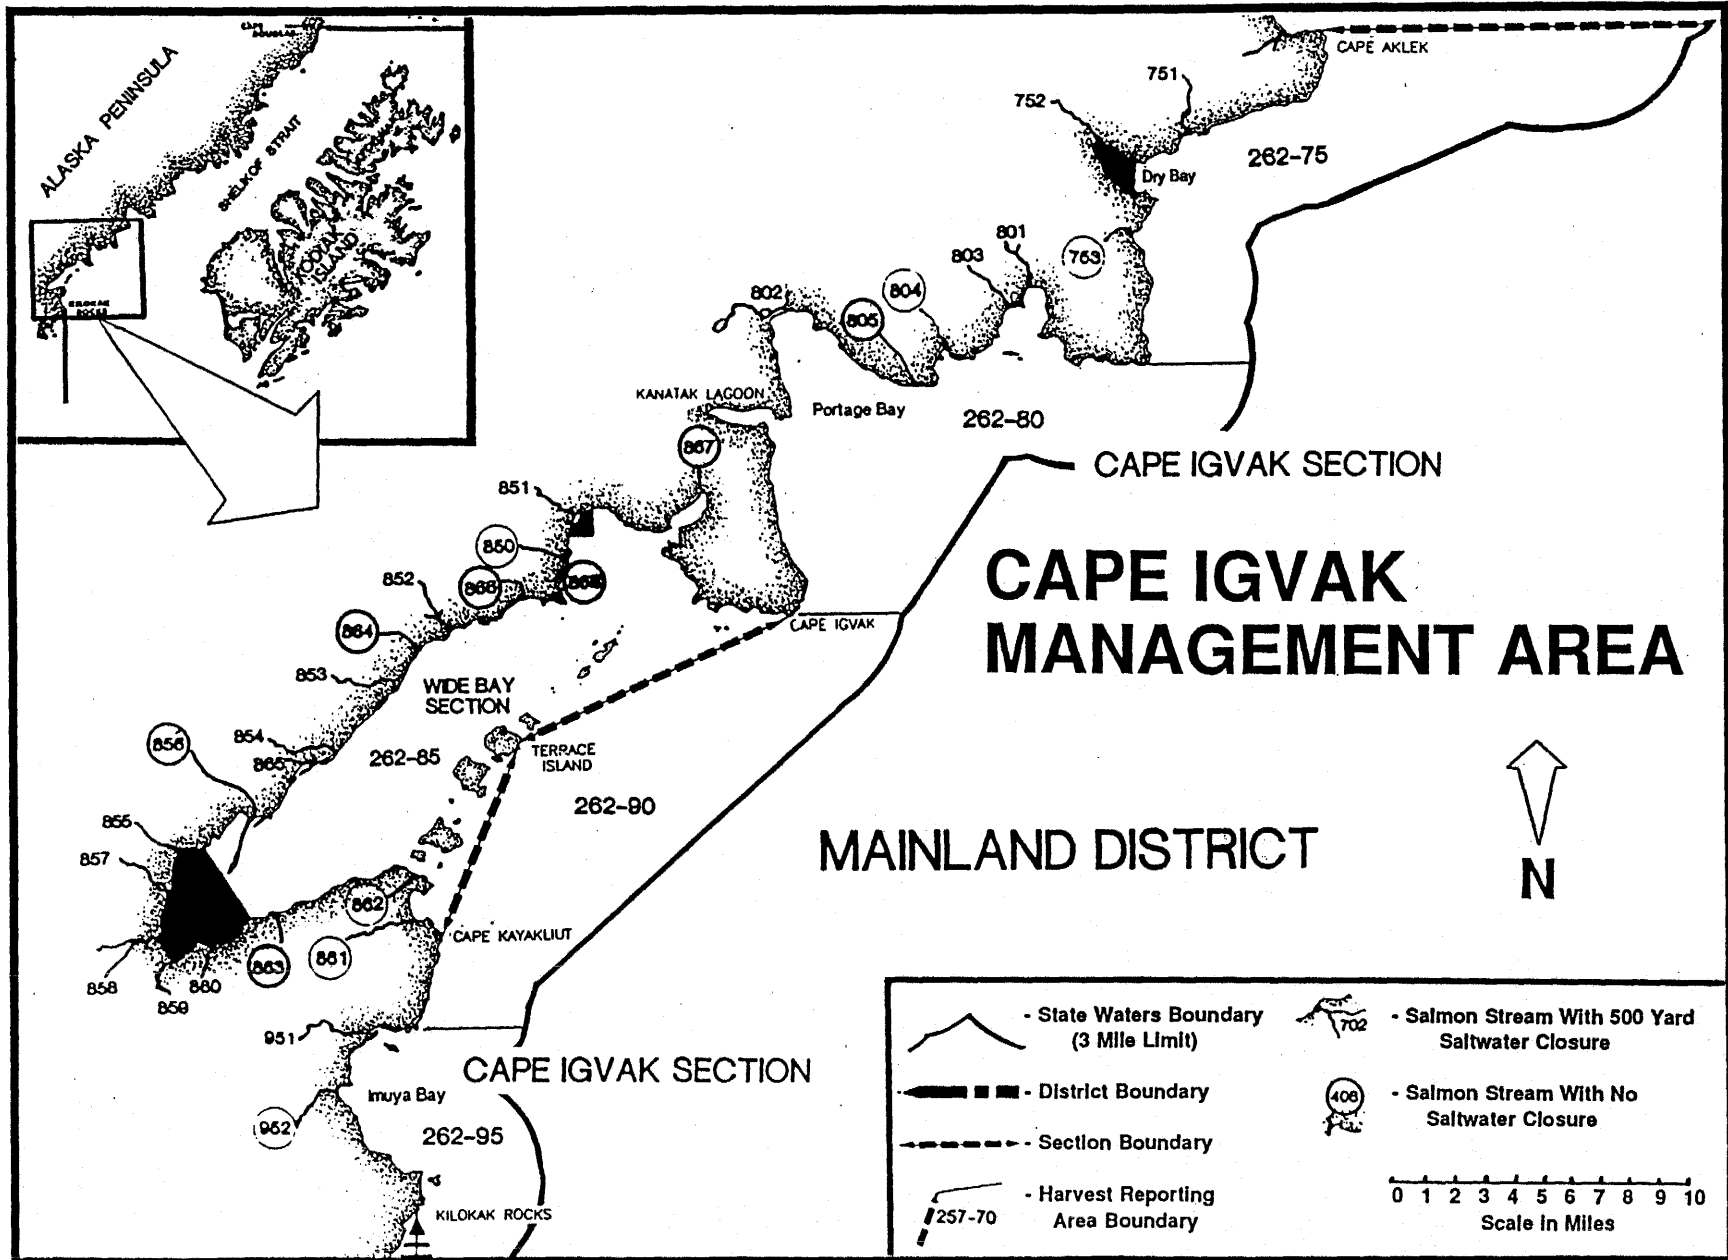 CAPE
DOUGLAS
ALASKA PENINSULA
SHELIKOF STRAIT
KODIAK
ISLAND
KILOKAK
ROCKS
CAPE AKLEK
751
752
262-75
Dry Bay
753
801
803
804
802
805
KANATAK LAGOON
Portage Bay
262-80
867
CAPE IGVAK SECTION
851
850
866
852
864
CAPE IGVAK
MANAGEMENT AREA
CAPE IGVAK
853
WIDE BAY
SECTION
854
856
865
262-85
TERRACE
ISLAND
262-90
855
857
MAINLAND DISTRICT
N
862
CAPE KAYAKLIUT
861
863
858
859
860
951
CAPE IGVAK SECTION
Imuya Bay
952
262-95
KILOKAK ROCKS
- State Waters Boundary
(3 Mile Limit)
- District Boundary
- Section Boundary
257-70
- Harvest Reporting
Area Boundary
702
- Salmon Stream With 500 Yard
Saltwater Closure
406
- Salmon Stream With No
Saltwater Closure
0 1 2 3 4 5 6 7 8 9 10
Scale in Miles